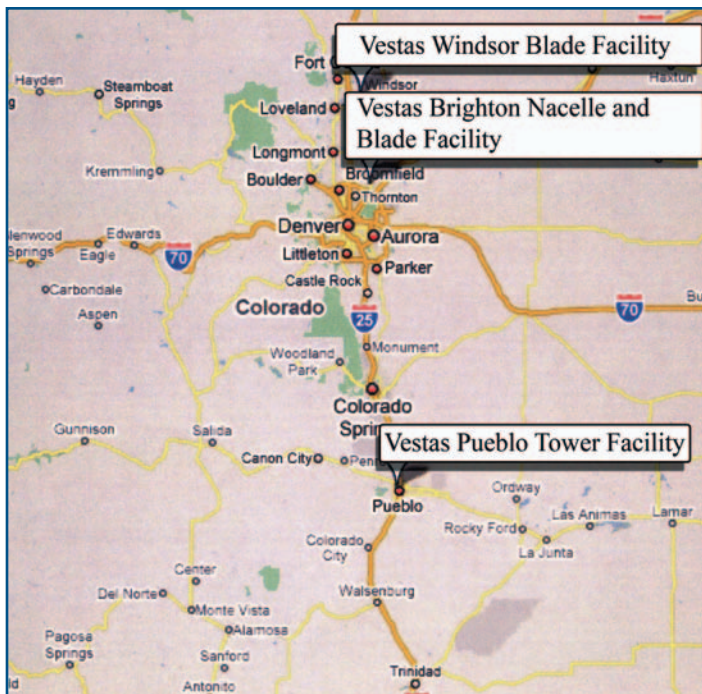 Vestas Windsor Blade Facility
Fort
Windsor
Hayden
Steamboat
Springs
Haxtun
Loveland
Vestas Brighton Nacelle and
Blade Facility
Longmont
Kremmling
Boulder
Broomfield
Thornton
Denver
Aurora
Edwards
Eagle
Springs
70
Littleton
Parker
Castle Rock
Carbondale
Colorado
25
70
Bu
Aspen
Monument
Woodland
Park
Colorado
Gunnison
Salida
Vestas Pueblo Tower Facility
Canon City
Penr
Pueblo
Ordway
Las Animas
Lamar
Rocky Ford
La Junta
Colorado
City
Center
Del Norte
Walsenburg
Monte Vista
Alamosa
Pagosa
Springs
Sanford
Antonito
Trinidad